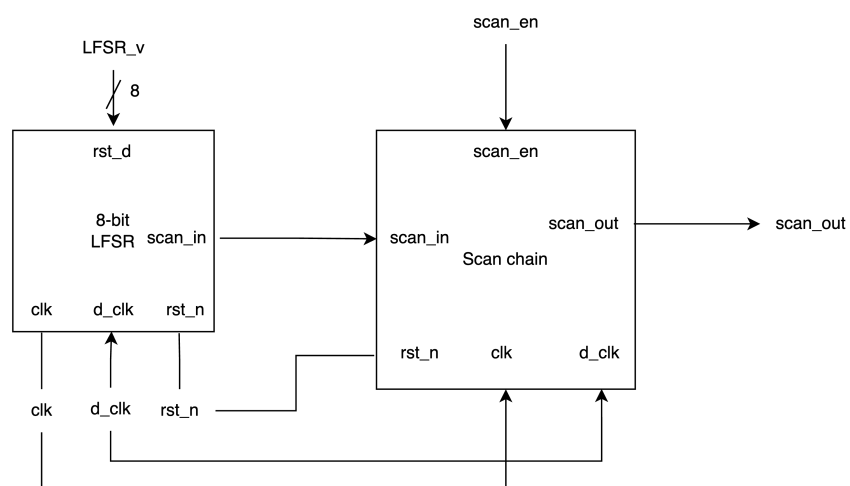 scan_en
LFSR_v
8
rst_d
scan_en
8-bit
LFSR
scan_in
scan_in
scan_out
scan_out
Scan chain
clk
d_clk
rst_n
rst_n
clk
d_clk
clk
d_clk
rst_n